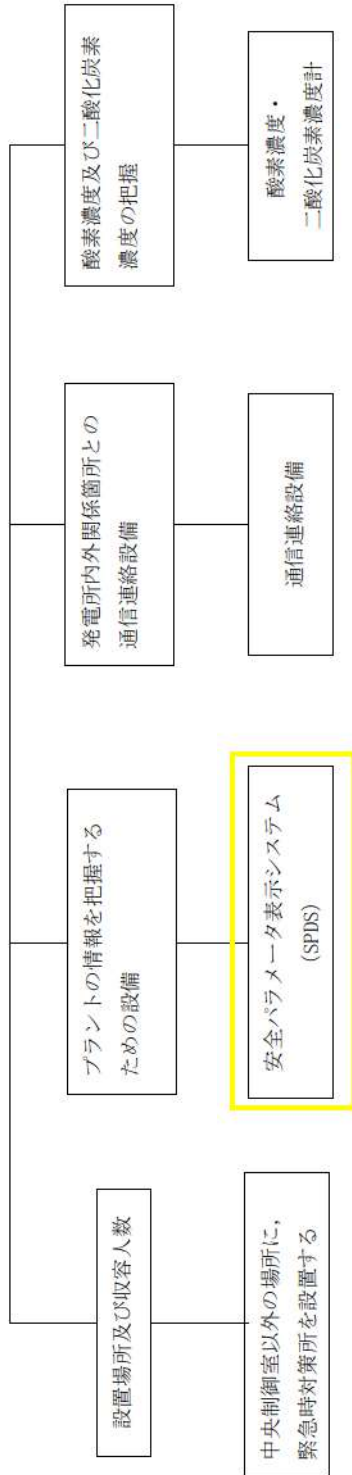 設置場所及び収容人数
プラントの情報を把握する
ための設備
発電所内外関係箇所との
通信連絡設備
酸素濃度及び二酸化炭素
濃度の把握
中央制御室以外の場所に，
緊急時対策所を設置する
安全パラメータ表示システム
(SPDS)
通信連絡設備
酸素濃度・
二酸化炭素濃度計